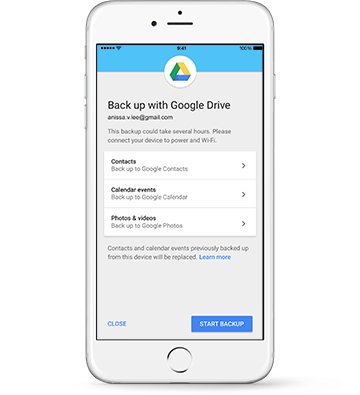 9:41
100%
Back up with Google Drive
anissa.v.lee@gmail.com
This backup could take several hours. Please
connect your device to power and Wi-Fi.
Contacts
Back up to Google Contacts
Calendar events
Back up to Google Calendar
Photos & videos
Back up to Google Photos
Contacts and calendar events previously backed up
from this device will be replaced. Learn more
CLOSE
START BACKUP